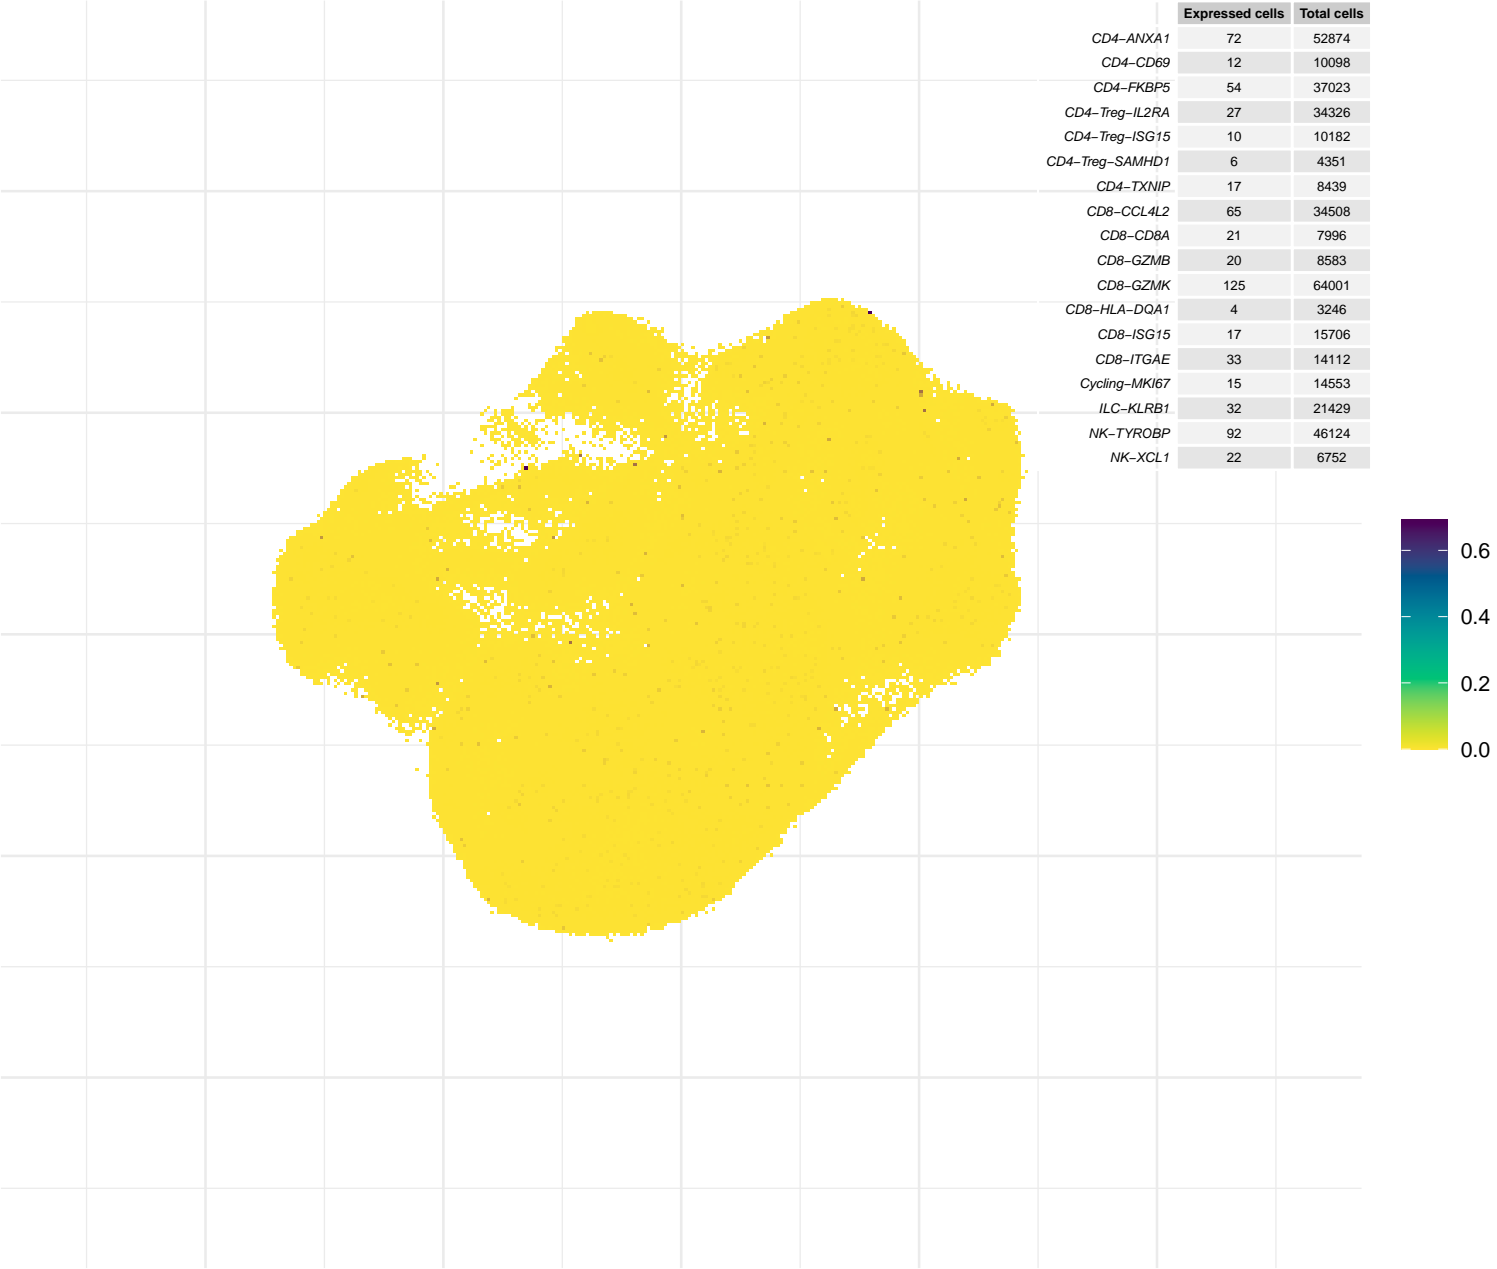 Expressed cells Total cells
CD4−ANXA1 72 52874
CD4−CD69 12 10098
CD4−FKBP5 54 37023
CD4−Treg−IL2RA 27 34326
CD4−Treg−ISG15 10 10182
CD4−Treg−SAMHD1 6 4351
CD4−TXNIP 17 8439
CD8−CCL4L2 65 34508
CD8−CD8A 21 7996
CD8−GZMB 20 8583
CD8−GZMK 125 64001
CD8−HLA−DQA1 4 3246
CD8−ISG15 17 15706
CD8−ITGAE 33 14112
Cycling−MKI67 15 14553
ILC−KLRB1 32 21429
NK−TYROBP 92 46124
NK−XCL1 22 6752
0.6
0.4
0.2
0.0